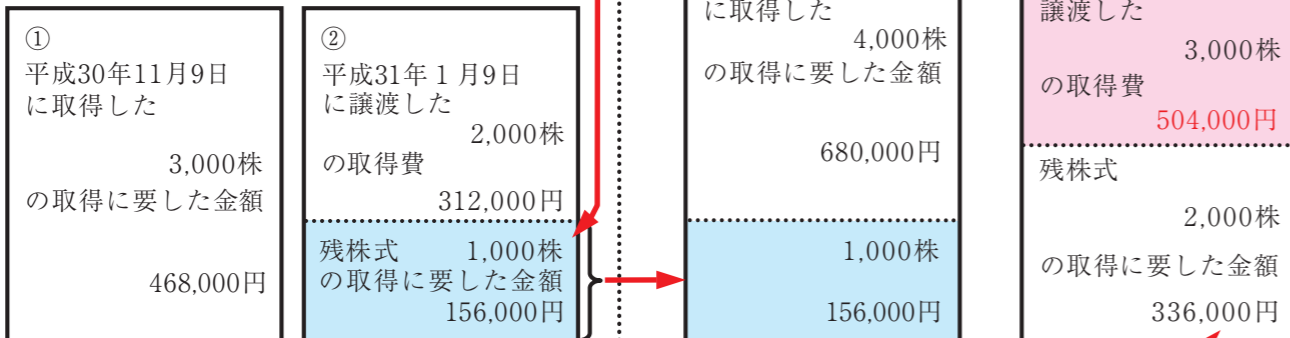 ①
平成30年11月9日
に取得した
3,000株
の取得に要した金額
468,000円
②
平成31年1月9日
に譲渡した
2,000株
の取得費
312,000円
残株式 1,000株
の取得に要した金額
156,000円
に取得した
4,000株
の取得に要した金額
680,000円
1,000株
156,000円
譲渡した
3,000株
の取得費
504,000円
残株式
2,000株
の取得に要した金額
336,000円